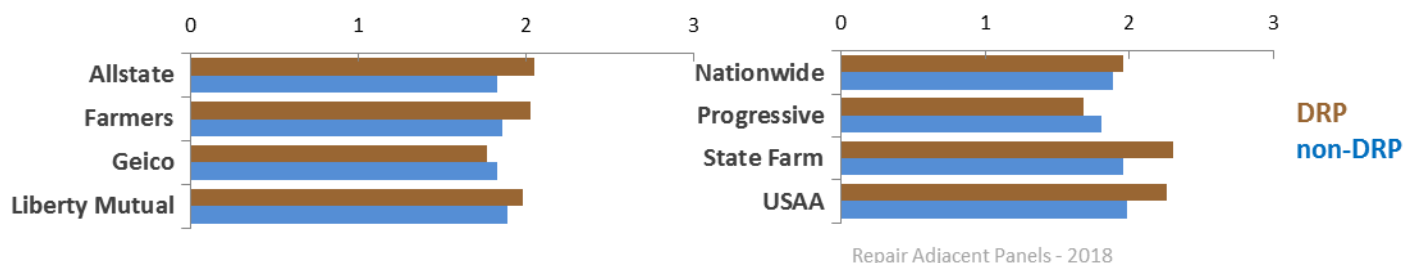 0 1 2 3
Allstate
Farmers
Geico
Liberty Mutual
0 1 2 3
Nationwide
Progressive
State Farm
USAA
DRP
non-DRP
Repair Adjacent Panels - 2018